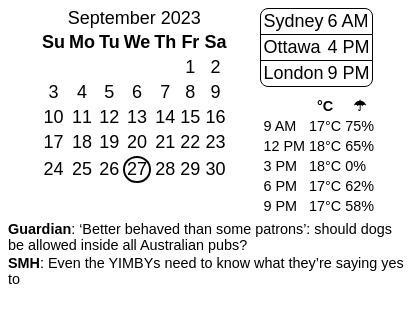 September 2023
Su Mo Tu We Th Fr Sa
1 2
3 4 5 6 7 8 9
10 11 12 13 14 15 16
17 18 19 20 21 22 23
24 25 26 27 28 29 30
Sydney 6 AM
Ottawa 4 PM
London 9 PM
°C ☂
9 AM 17°C 75%
12 PM 18°C 65%
3 PM 18°C 0%
6 PM 17°C 62%
9 PM 17°C 58%
Guardian: ‘Better behaved than some patrons’: should dogs
be allowed inside all Australian pubs?
SMH: Even the YIMBYs need to know what they’re saying yes
to